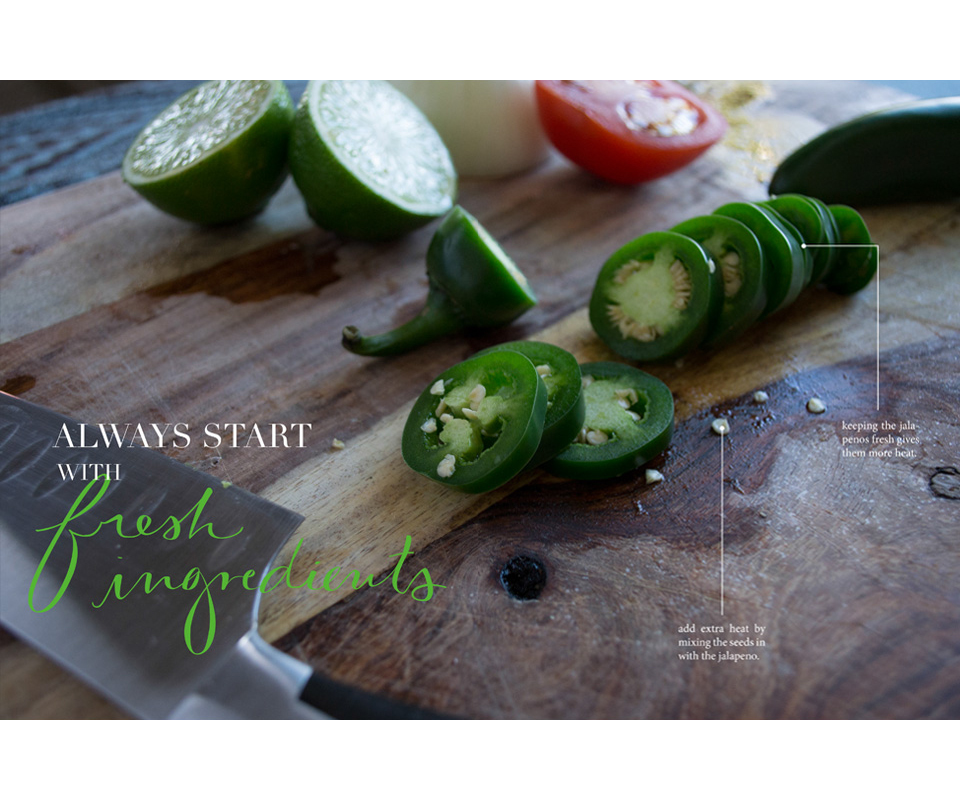 ALWAYS START
WITH
fresh
ingredients
keeping the jala-
penos fresh gives
them more heat.
add extra heat by
mixing the seeds in
with the jalapeno.